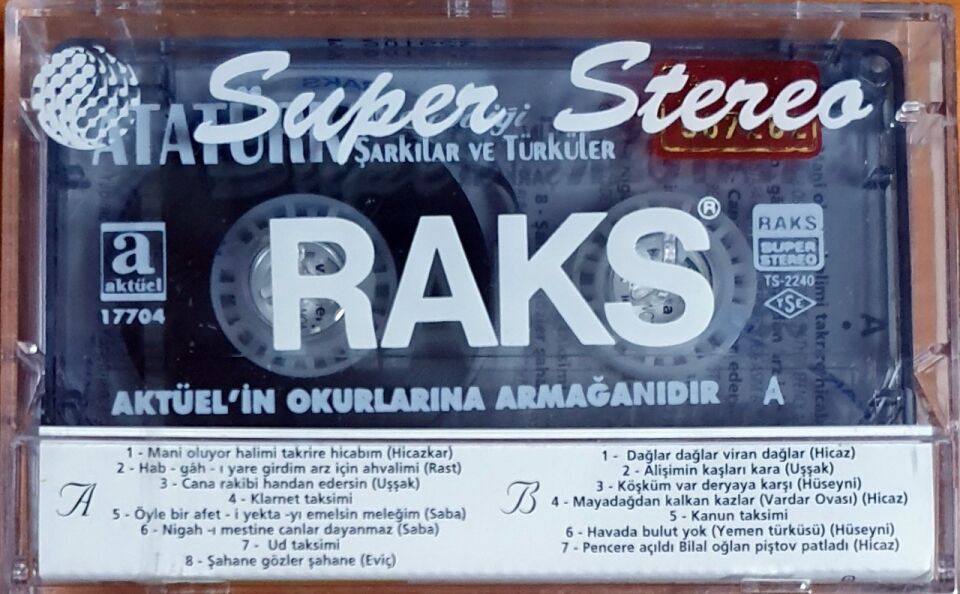 Super Stereo
ATATÜRK
ŞARKILAR VE TÜRKÜLER
RAKS®
a
aktüel
17704
RAKS
SUPER
STEREO
TS-2240
TSE
AKTÜEL'İN OKURLARINA ARMAĞANIDIR A
A
1 - Mani oluyor halimi takrire hicabım (Hicazkar)
2 - Hab - gâh - ı yare girdim arz için ahvalimi (Rast)
3 - Cana rakibi handan edersin (Uşşak)
4 - Klarnet taksimi
5 - Öyle bir afet - i yekta -yı emelsin meleğim (Saba)
6 - Nigah -ı mestine canlar dayanmaz (Saba)
7 - Ud taksimi
8 - Şahane gözler şahane (Eviç)
B
1 - Dağlar dağlar viran dağlar (Hicaz)
2 - Alişimin kaşları kara (Uşşak)
3 - Köşküm var deryaya karşı (Hüseyni)
4 - Mayadağdan kalkan kazlar (Vardar Ovası) (Hicaz)
5 - Kanun taksimi
6 - Havada bulut yok (Yemen türküsü) (Hüseyni)
7 - Pencere açıldı Bilal oğlan piştov patladı (Hicaz)